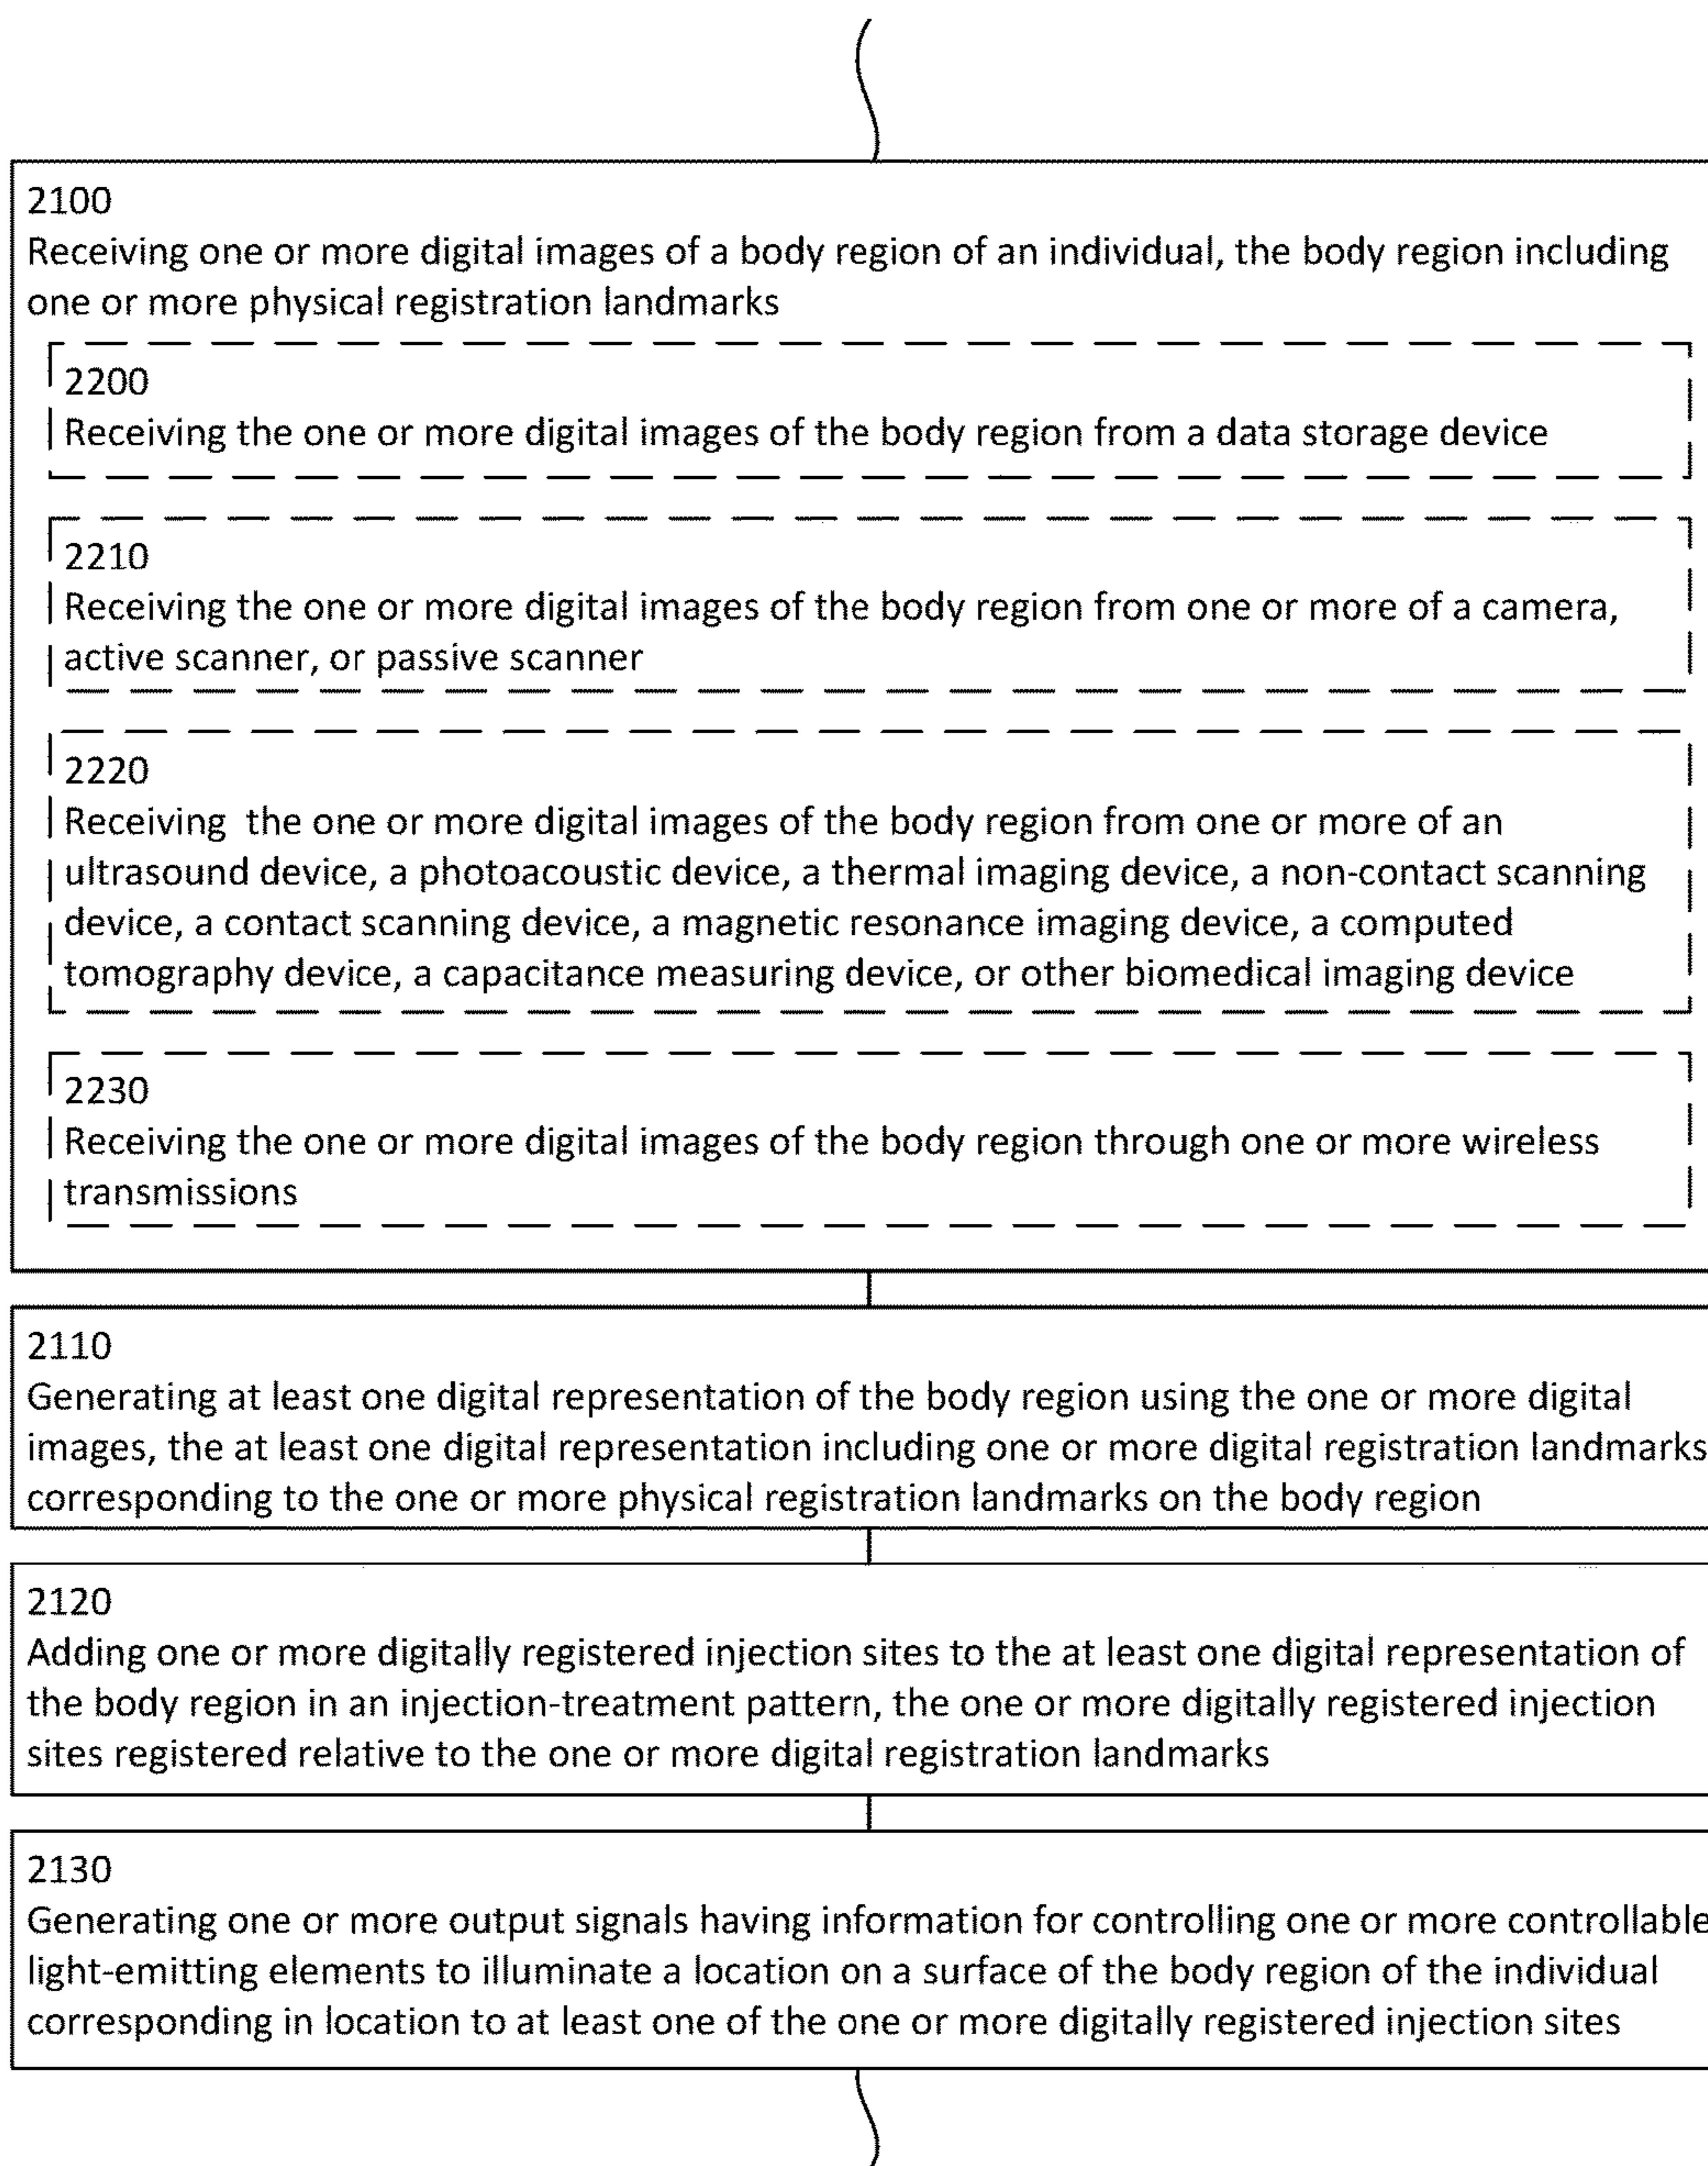 2100
Receiving one or more digital images of a body region of an individual, the body region including
one or more physical registration landmarks
2200
Receiving the one or more digital images of the body region from a data storage device
2210
Receiving the one or more digital images of the body region from one or more of a camera,
active scanner, or passive scanner
2220
Receiving the one or more digital images of the body region from one or more of an
ultrasound device, a photoacoustic device, a thermal imaging device, a non-contact scanning
device, a contact scanning device, a magnetic resonance imaging device, a computed
tomography device, a capacitance measuring device, or other biomedical imaging device
2230
Receiving the one or more digital images of the body region through one or more wireless
transmissions
2110
Generating at least one digital representation of the body region using the one or more digital
images, the at least one digital representation including one or more digital registration landmarks
corresponding to the one or more physical registration landmarks on the body region
2120
Adding one or more digitally registered injection sites to the at least one digital representation of
the body region in an injection-treatment pattern, the one or more digitally registered injection
sites registered relative to the one or more digital registration landmarks
2130
Generating one or more output signals having information for controlling one or more controllable
light-emitting elements to illuminate a location on a surface of the body region of the individual
corresponding in location to at least one of the one or more digitally registered injection sites